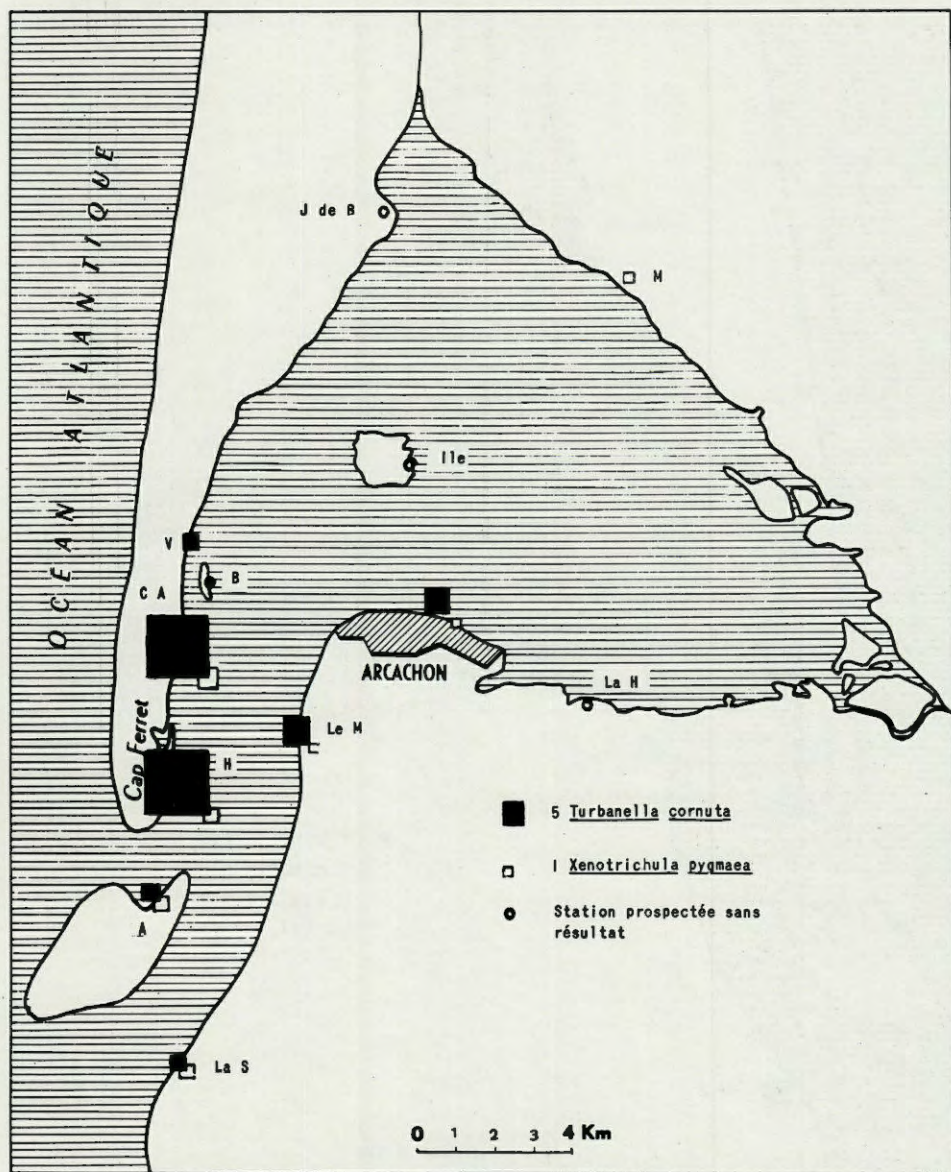 OCEAN ATLANTIQUE
J de B
M
Ile
V
B
C A
ARCACHON
La H
Cap Ferret
Le M
H
5 Turbanella cornuta
I Xenotrichula pygmaea
A
Station prospectée sans
résultat
La S
0 1 2 3 4 Km